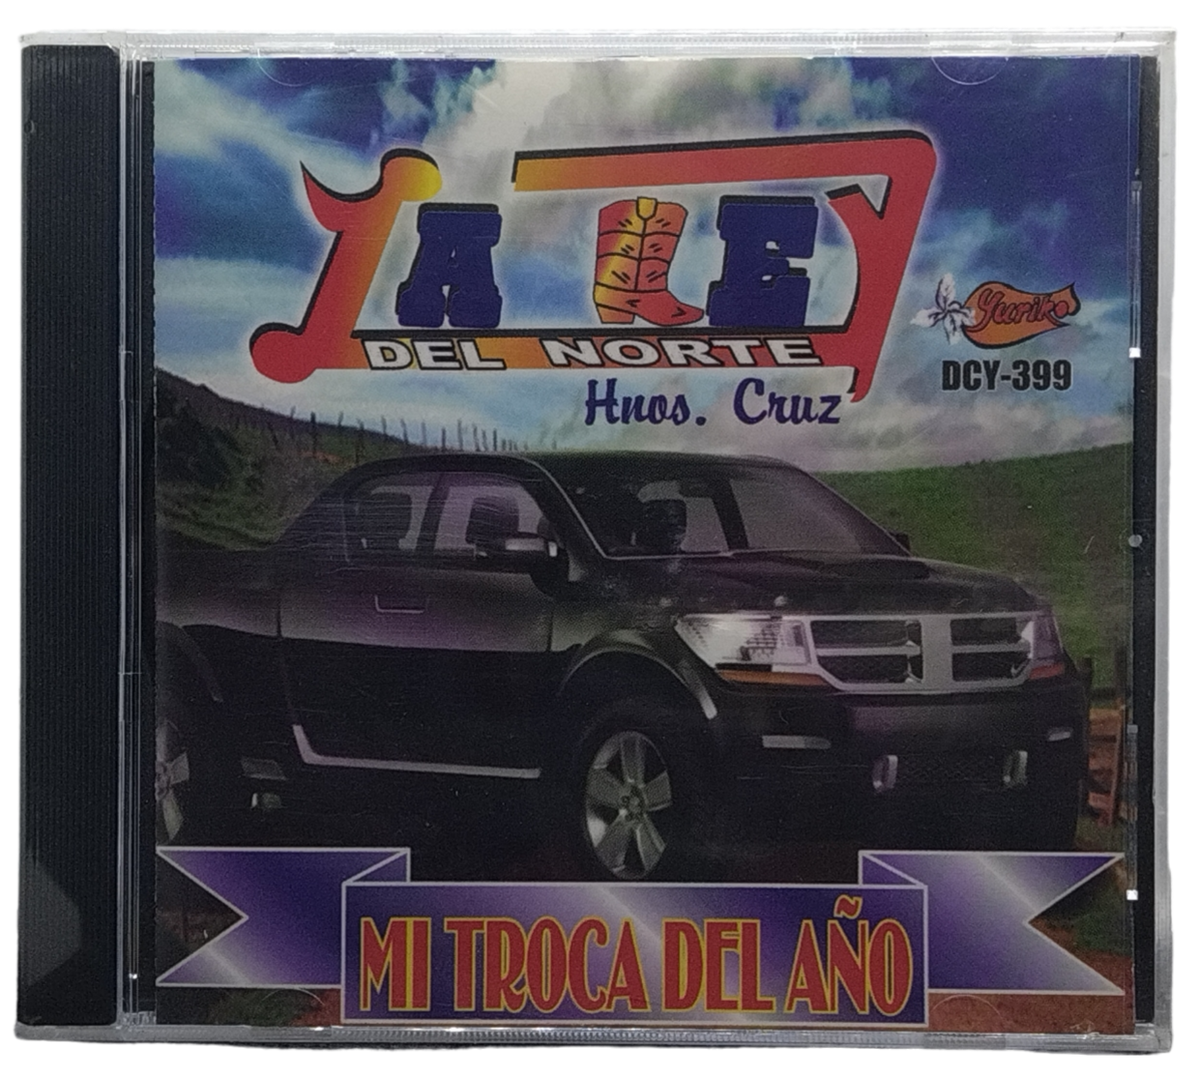 LA LEY
DEL NORTE
Hnos. Cruz
Yuriko
DCY-399
MI TROCA DEL AÑO